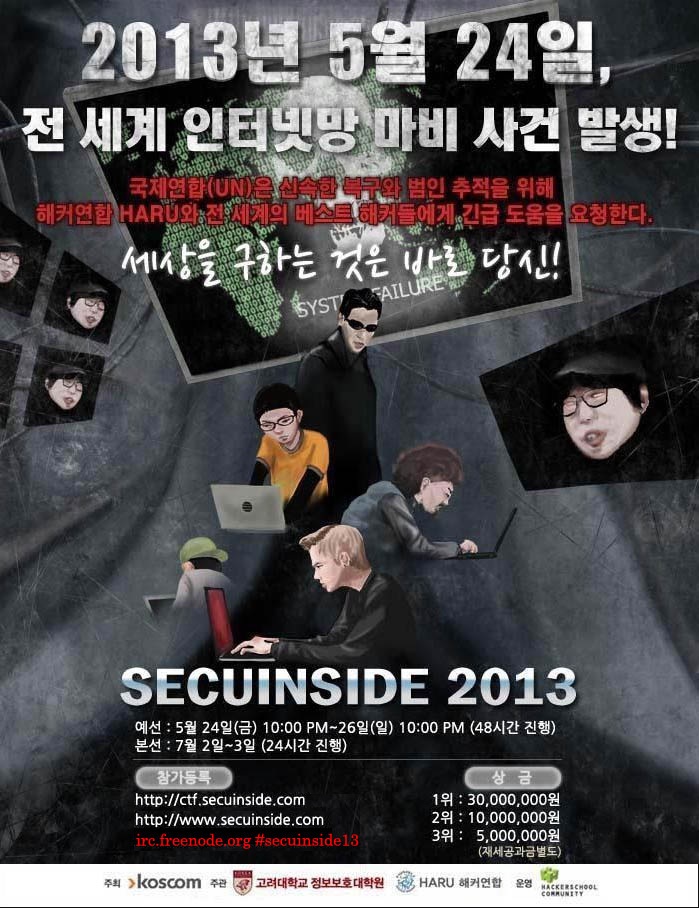 2013년 5월 24일,
전 세계 인터넷망 마비 사건 발생!
국제연합(UN)은 신속한 복구와 범인 추적을 위해
해커연합 HARU와 전 세계의 베스트 해커들에게 긴급 도움을 요청한다.
세상을 구하는 것은 바로 당신!
SYSTEM FAILURE
SECUINSIDE 2013
예선 : 5월 24일(금) 10:00 PM~26일(일) 10:00 PM (48시간 진행)
본선 : 7월 2일~3일 (24시간 진행)
참가등록
http://ctf.secuinside.com
http://www.secuinside.com
irc.freenode.org #secuinside13
상 금
1위 : 30,000,000원
2위 : 10,000,000원
3위 : 5,000,000원
(재세공과금별도)
주최 koscom 주관 고려대학교 정보보호대학원 HARU 해커연합 운영 HACKERSCHOOL COMMUNITY